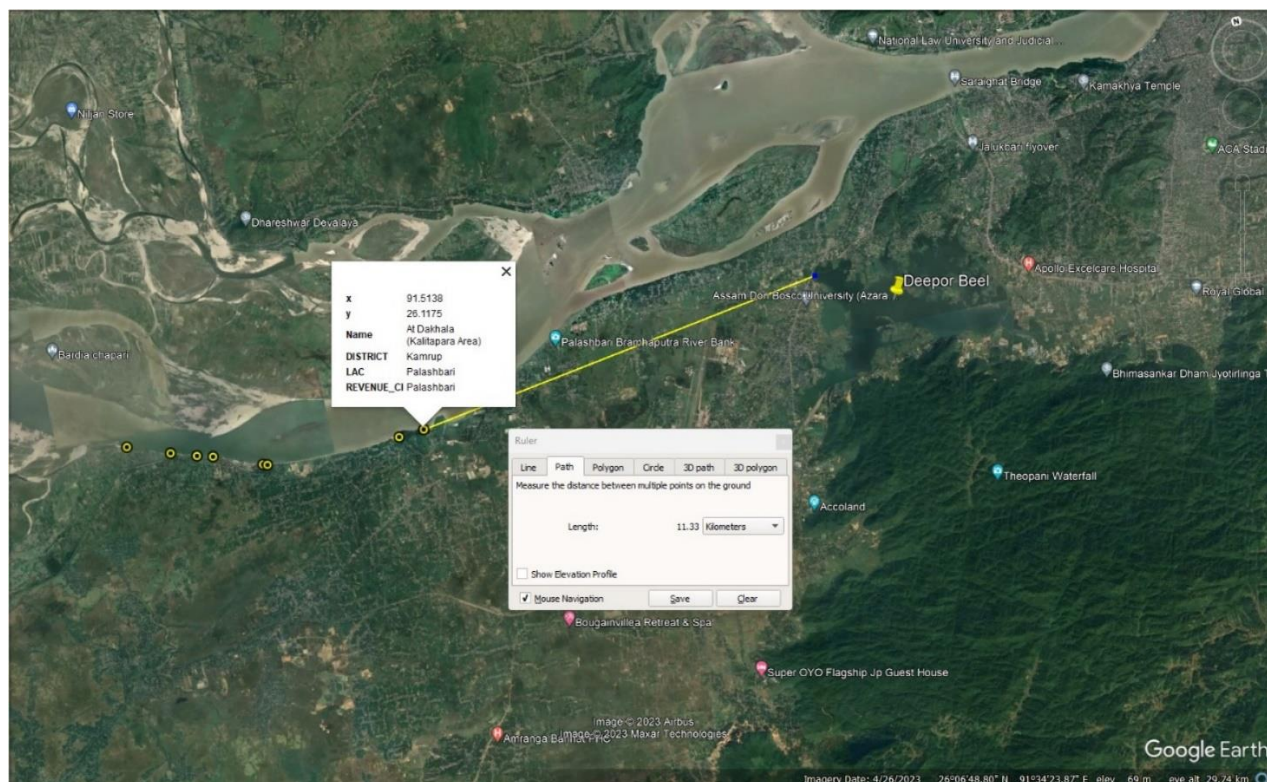 National Law University and Judicial ...
Saraighat Bridge
Kamakhya Temple
Niljan Store
Jalukbari flyover
ACA Stadi
Dhareshwar Devalaya
Apollo Excelcare Hospital
Deepor Beel
Royal Global
Assam Don Bosco University (Azara
x 91.5138
y 26.1175
Name At Dakhala
(Kalitapara Area)
DISTRICT Kamrup
LAC Palashbari
REVENUE_CI Palashbari
Palashbari Bramhaputra River Bank
Bardia chapari
Bhimasankar Dham Jyotirlinga T
Ruler
Line Path Polygon Circle 3D path 3D polygon
Measure the distance between multiple points on the ground
Length: 11.33 Kilometers
Show Elevation Profile
Mouse Navigation Save Clear
Theopani Waterfall
Accoland
Bougainvillea Retreat & Spa
Super OYO Flagship Jp Guest House
Image © 2023 Airbus
Amranga
Image © 2023 Maxar Technologies
Google Earth
Imagery Date: 4/26/2023 26°06'48.80" N 91°34'23.87" E elev 69 m eye alt 29.74 km